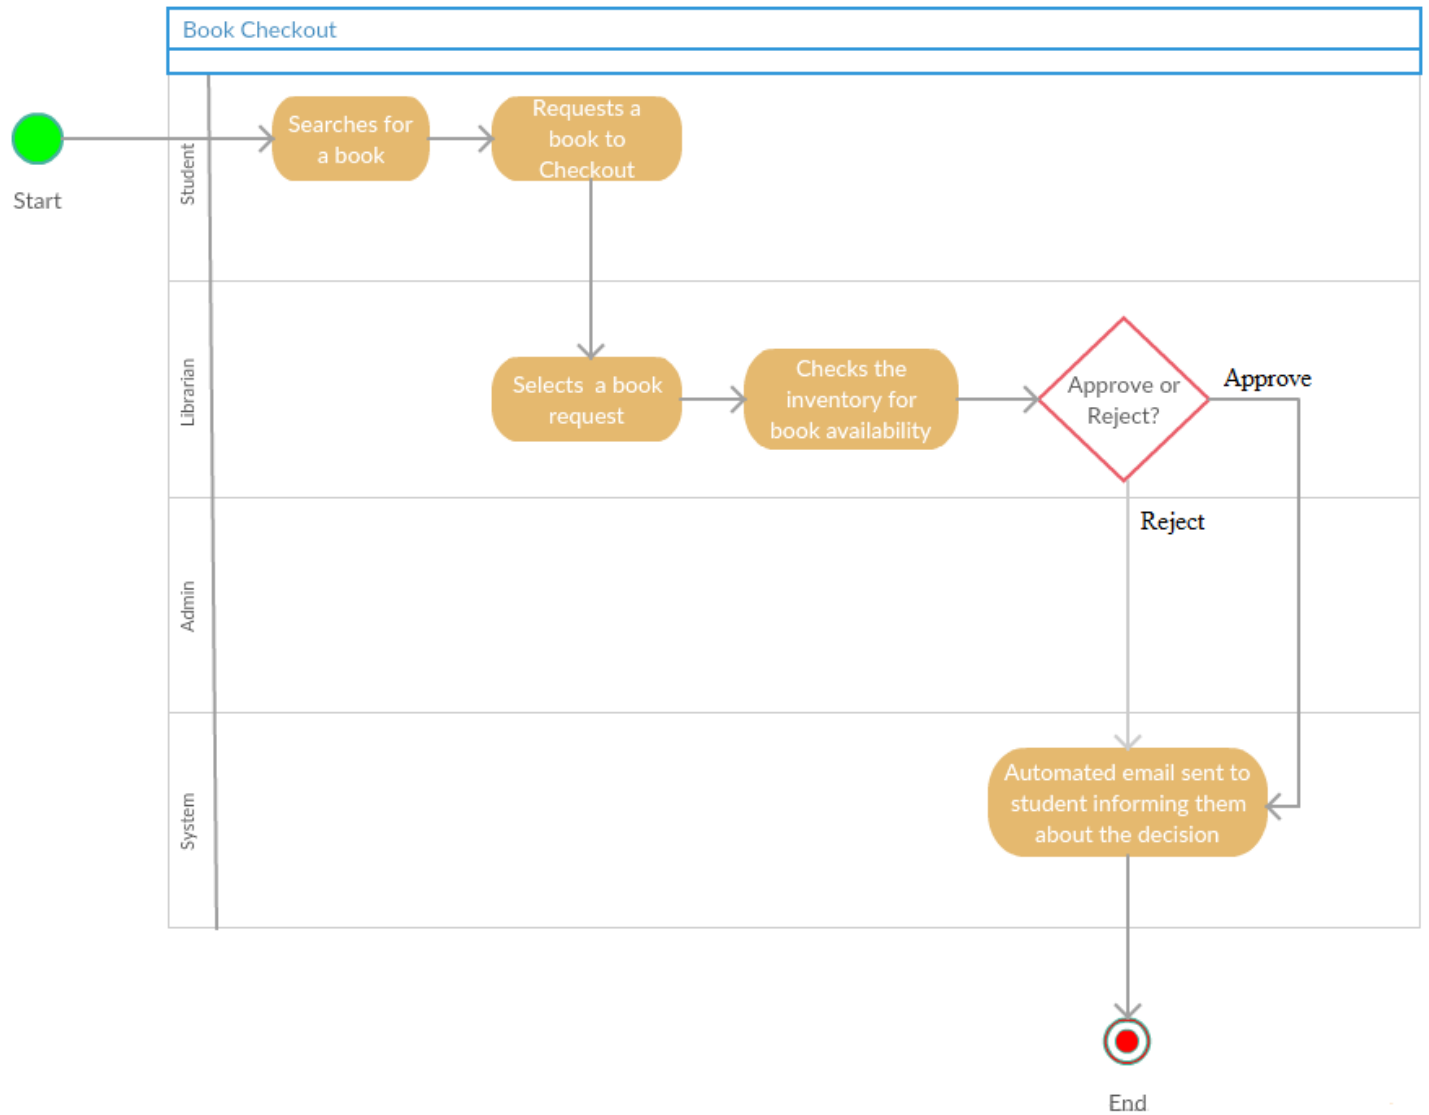 Book Checkout
Start
Student
Searches for
a book
Requests a
book to
Checkout
Librarian
Selects a book
request
Checks the
inventory for
book availability
Approve or
Reject?
Approve
Reject
Admin
System
Automated email sent to
student informing them
about the decision
End